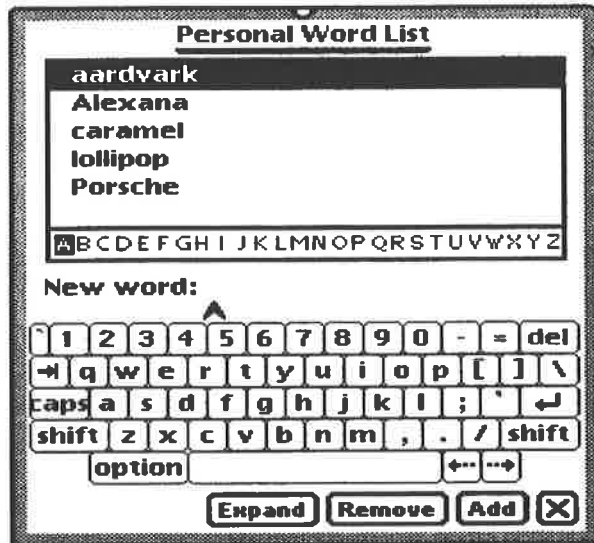 Personal Word List
aardvark
Alexana
caramel
lollipop
Porsche
A B C D E F G H I J K L M N O P Q R S T U V W X Y Z
New word:
` 1 2 3 4 5 6 7 8 9 0 - = del
q w e r t y u i o p [ ] \
caps a s d f g h j k l ; '
shift z x c v b n m , . / shift
option
Expand Remove Add X